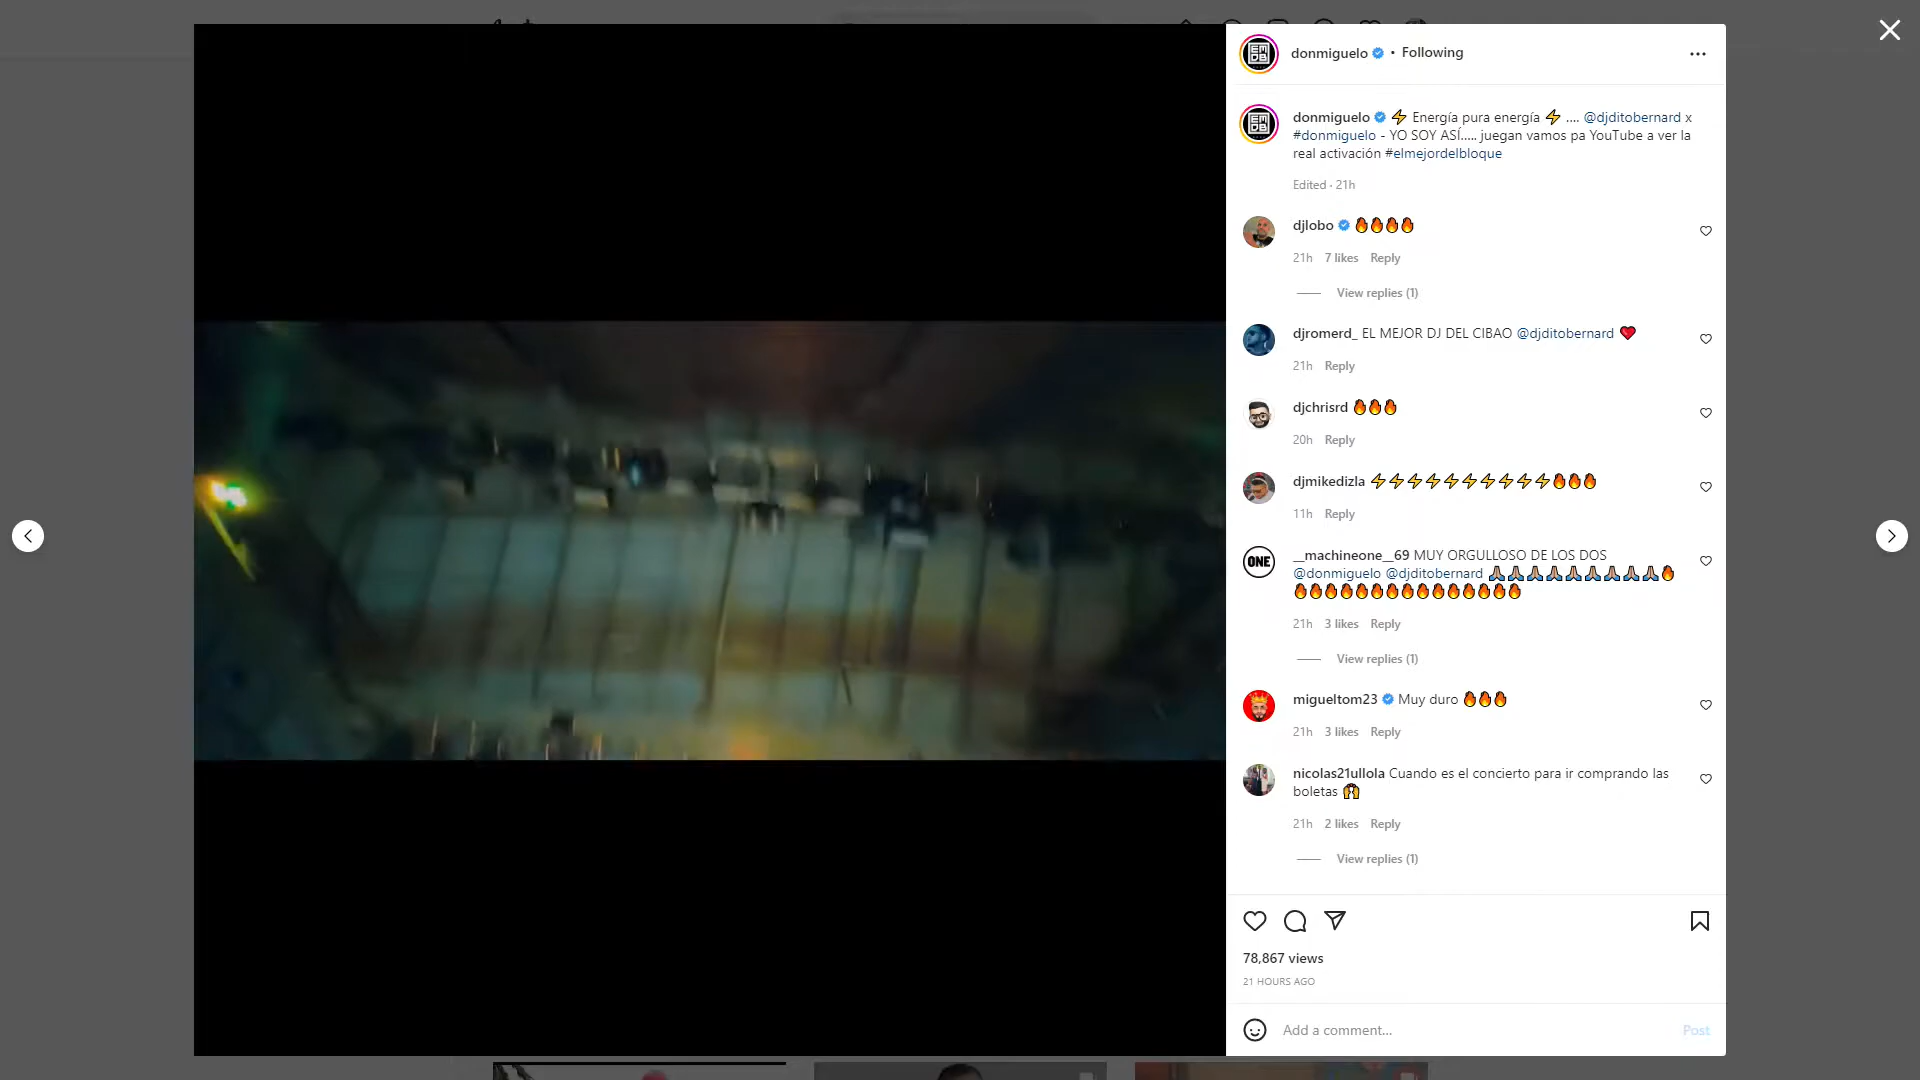 donmiguelo • Following
donmiguelo ⚡ Energía pura energía ⚡ .... @djditobernard x
#donmiguelo - YO SOY ASÍ..... juegan vamos pa YouTube a ver la
real activación #elmejordelbloque
Edited · 21h
djlobo 🔥🔥🔥🔥
21h 7 likes Reply
View replies (1)
djromerd_ EL MEJOR DJ DEL CIBAO @djditobernard ❤️
21h Reply
djchrisrd 🔥🔥🔥
20h Reply
djmikedizla ⚡⚡⚡⚡⚡⚡⚡⚡⚡⚡🔥🔥🔥
11h Reply
ONE
__machineone__69 MUY ORGULLOSO DE LOS DOS
@donmiguelo @djditobernard 🙏🏽🙏🏽🙏🏽🙏🏽🙏🏽🙏🏽🙏🏽🙏🏽🙏🏽🔥
🔥🔥🔥🔥🔥🔥🔥🔥🔥🔥🔥🔥🔥🔥🔥
21h 3 likes Reply
View replies (1)
migueltom23 Muy duro 🔥🔥🔥
21h 3 likes Reply
nicolas21ullola Cuando es el concierto para ir comprando las
boletas 🙌
21h 2 likes Reply
View replies (1)
78,867 views
21 HOURS AGO
Add a comment...
Post